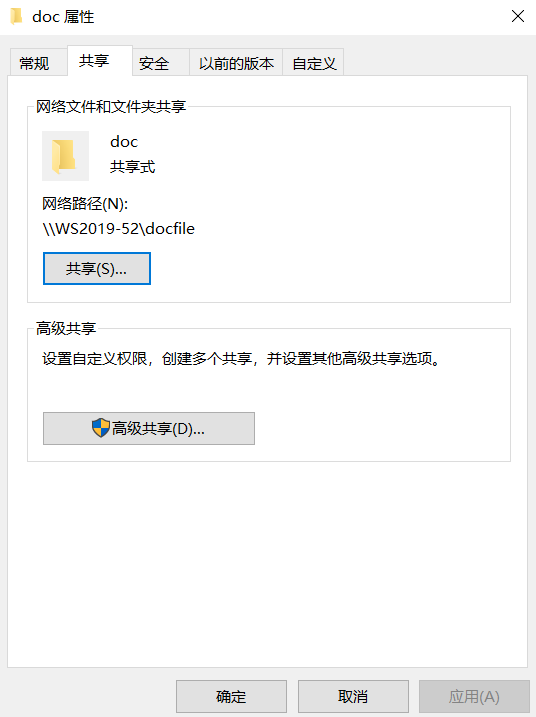 doc 属性
常规 共享 安全 以前的版本 自定义
网络文件和文件夹共享
doc
共享式
网络路径(N):
\\WS2019-52\docfile
共享(S)...
高级共享
设置自定义权限，创建多个共享，并设置其他高级共享选项。
高级共享(D)...
确定 取消 应用(A)